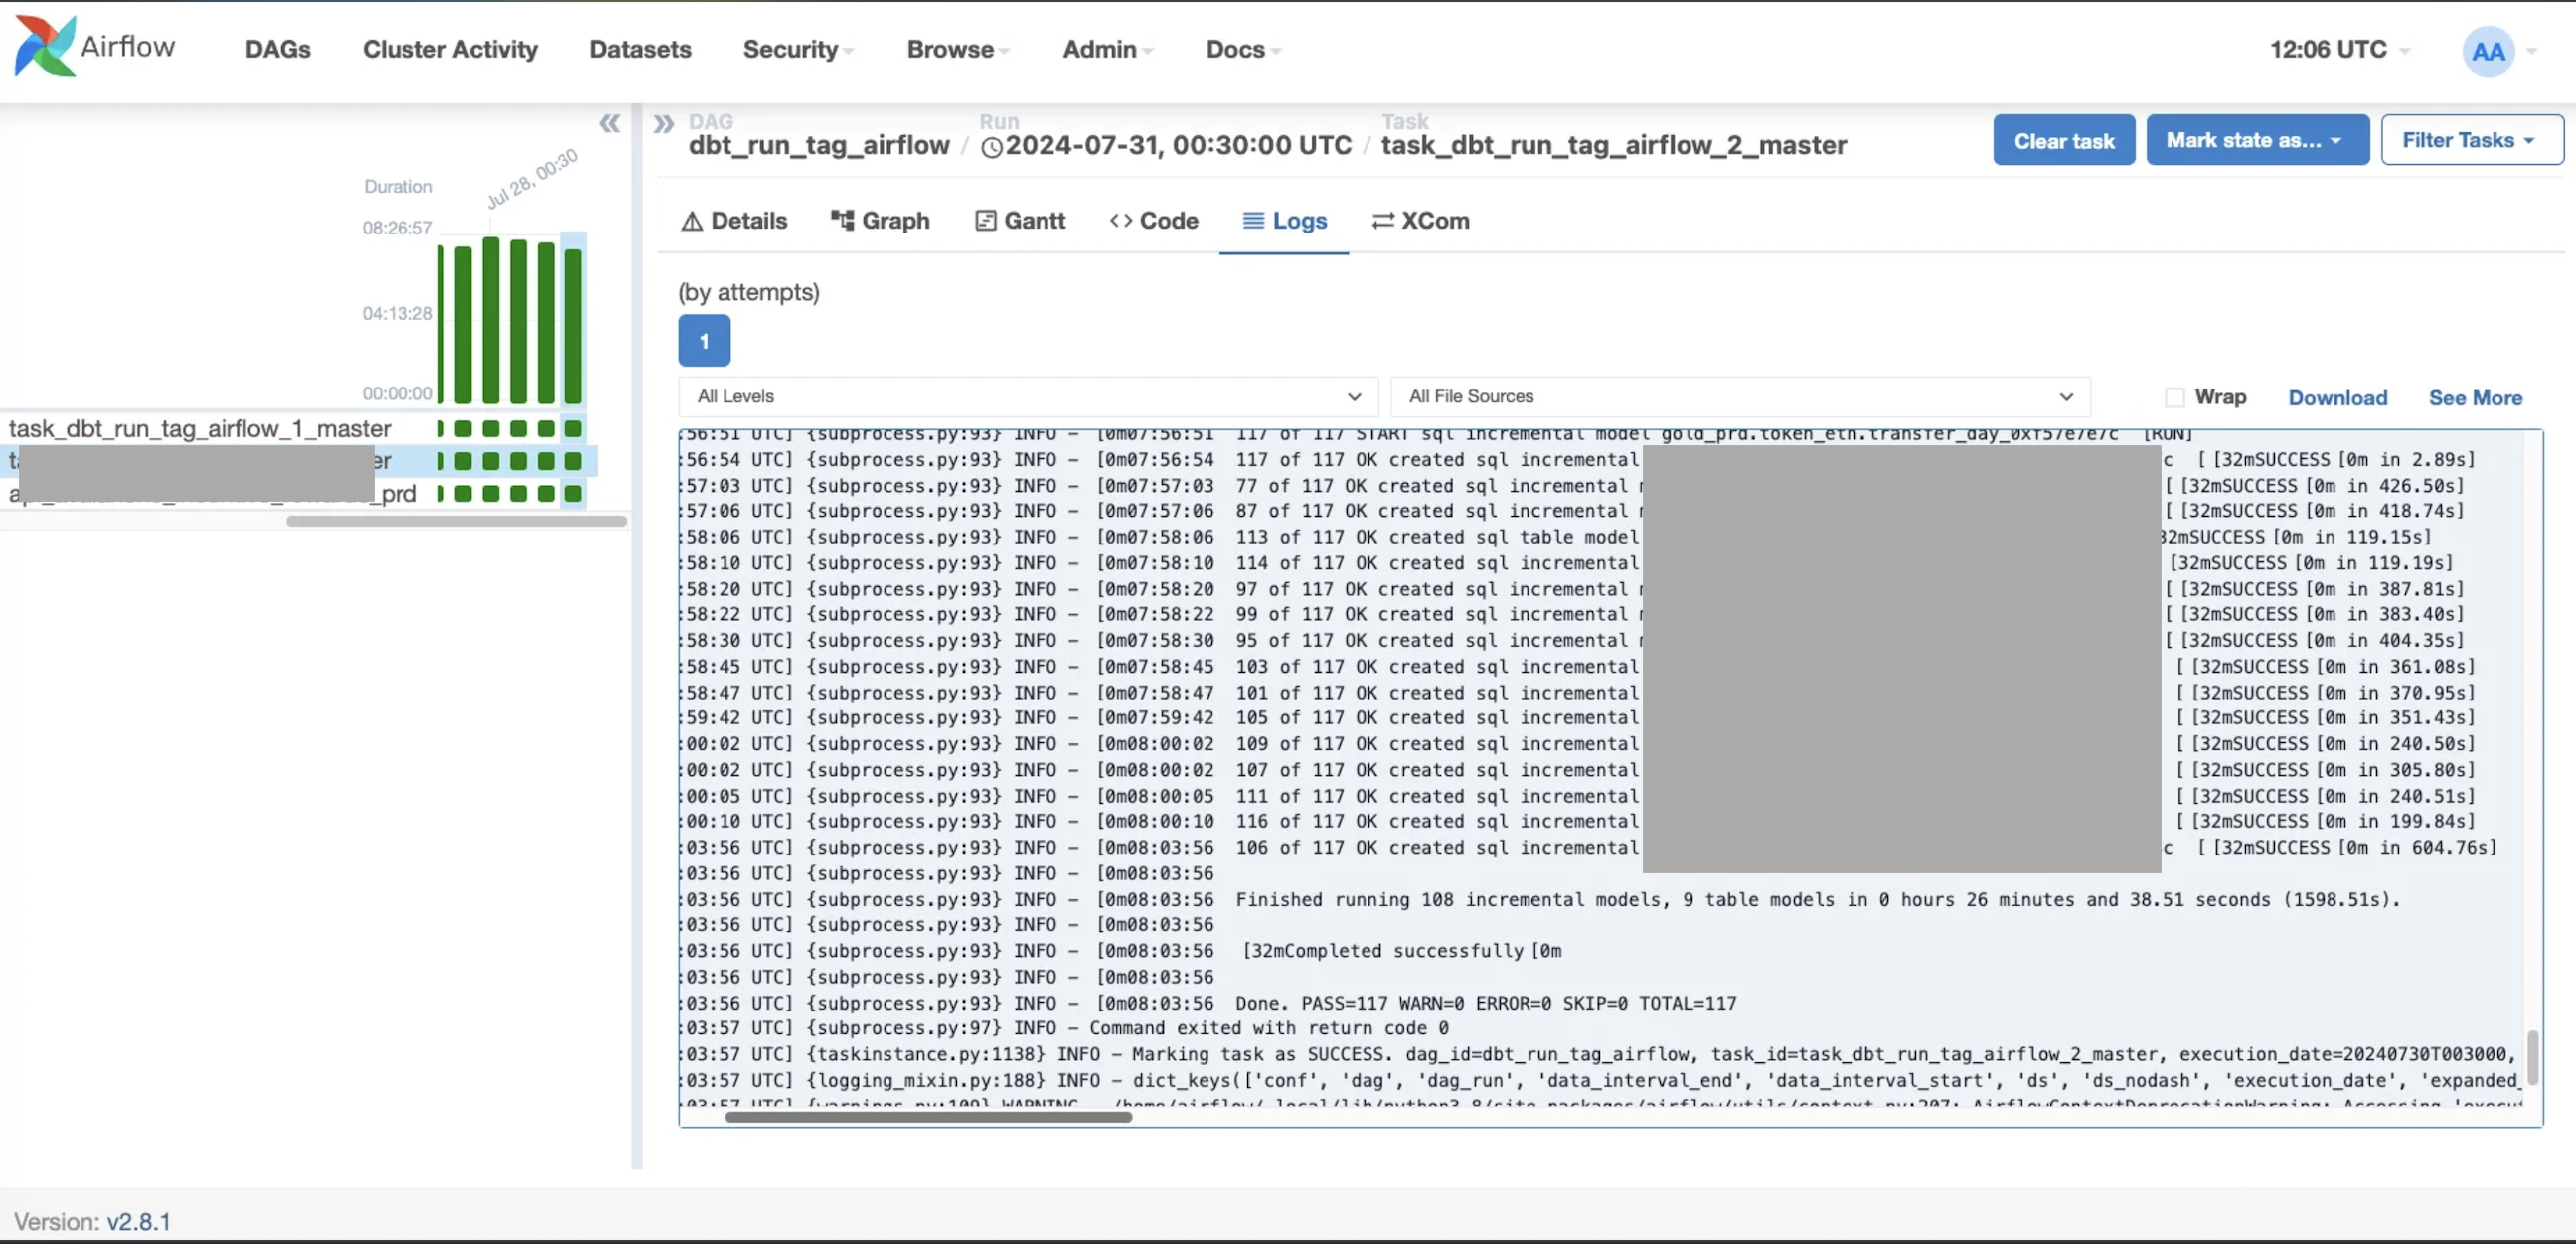 Airflow
DAGs Cluster Activity Datasets Security Browse Admin Docs
12:06 UTC AA
Duration
Jul 28, 00:30
08:26:57
04:13:28
00:00:00
task_dbt_run_tag_airflow_1_master
er
_prd
DAG Run Task
dbt_run_tag_airflow / 2024-07-31, 00:30:00 UTC / task_dbt_run_tag_airflow_2_master
Clear task Mark state as... Filter Tasks
Details Graph Gantt Code Logs XCom
(by attempts)
1
All Levels All File Sources Wrap Download See More
:56:51 UTC] {subprocess.py:93} INFO - [0m07:56:51 117 of 117 START sql incremental model gold_prd.token_eth.transfer_day_0xf57e7e7c [RUN]
:56:54 UTC] {subprocess.py:93} INFO - [0m07:56:54 117 of 117 OK created sql incremental c [ [32mSUCCESS [0m in 2.89s]
:57:03 UTC] {subprocess.py:93} INFO - [0m07:57:03 77 of 117 OK created sql incremental [ [32mSUCCESS [0m in 426.50s]
:57:06 UTC] {subprocess.py:93} INFO - [0m07:57:06 87 of 117 OK created sql incremental [ [32mSUCCESS [0m in 418.74s]
:58:06 UTC] {subprocess.py:93} INFO - [0m07:58:06 113 of 117 OK created sql table model 32mSUCCESS [0m in 119.15s]
:58:10 UTC] {subprocess.py:93} INFO - [0m07:58:10 114 of 117 OK created sql incremental [32mSUCCESS [0m in 119.19s]
:58:20 UTC] {subprocess.py:93} INFO - [0m07:58:20 97 of 117 OK created sql incremental [ [32mSUCCESS [0m in 387.81s]
:58:22 UTC] {subprocess.py:93} INFO - [0m07:58:22 99 of 117 OK created sql incremental [ [32mSUCCESS [0m in 383.40s]
:58:30 UTC] {subprocess.py:93} INFO - [0m07:58:30 95 of 117 OK created sql incremental [ [32mSUCCESS [0m in 404.35s]
:58:45 UTC] {subprocess.py:93} INFO - [0m07:58:45 103 of 117 OK created sql incremental [ [32mSUCCESS [0m in 361.08s]
:58:47 UTC] {subprocess.py:93} INFO - [0m07:58:47 101 of 117 OK created sql incremental [ [32mSUCCESS [0m in 370.95s]
:59:42 UTC] {subprocess.py:93} INFO - [0m07:59:42 105 of 117 OK created sql incremental [ [32mSUCCESS [0m in 351.43s]
:00:02 UTC] {subprocess.py:93} INFO - [0m08:00:02 109 of 117 OK created sql incremental [ [32mSUCCESS [0m in 240.50s]
:00:02 UTC] {subprocess.py:93} INFO - [0m08:00:02 107 of 117 OK created sql incremental [ [32mSUCCESS [0m in 305.80s]
:00:05 UTC] {subprocess.py:93} INFO - [0m08:00:05 111 of 117 OK created sql incremental [ [32mSUCCESS [0m in 240.51s]
:00:10 UTC] {subprocess.py:93} INFO - [0m08:00:10 116 of 117 OK created sql incremental [ [32mSUCCESS [0m in 199.84s]
:03:56 UTC] {subprocess.py:93} INFO - [0m08:03:56 106 of 117 OK created sql incremental c [ [32mSUCCESS [0m in 604.76s]
:03:56 UTC] {subprocess.py:93} INFO - [0m08:03:56
:03:56 UTC] {subprocess.py:93} INFO - [0m08:03:56 Finished running 108 incremental models, 9 table models in 0 hours 26 minutes and 38.51 seconds (1598.51s).
:03:56 UTC] {subprocess.py:93} INFO - [0m08:03:56
:03:56 UTC] {subprocess.py:93} INFO - [0m08:03:56 [32mCompleted successfully [0m
:03:56 UTC] {subprocess.py:93} INFO - [0m08:03:56
:03:56 UTC] {subprocess.py:93} INFO - [0m08:03:56 Done. PASS=117 WARN=0 ERROR=0 SKIP=0 TOTAL=117
:03:57 UTC] {subprocess.py:97} INFO - Command exited with return code 0
:03:57 UTC] {taskinstance.py:1138} INFO - Marking task as SUCCESS. dag_id=dbt_run_tag_airflow, task_id=task_dbt_run_tag_airflow_2_master, execution_date=20240730T003000,
:03:57 UTC] {logging_mixin.py:188} INFO - dict_keys(['conf', 'dag', 'dag_run', 'data_interval_end', 'data_interval_start', 'ds', 'ds_nodash', 'execution_date', 'expanded_
:03:57 UTC] {warnings.py:109} WARNING - /home/airflow/.local/lib/python3.8/site-packages/airflow/utils/context.py:207: AirflowContextDeprecationWarning: Accessing 'execut
Version: v2.8.1